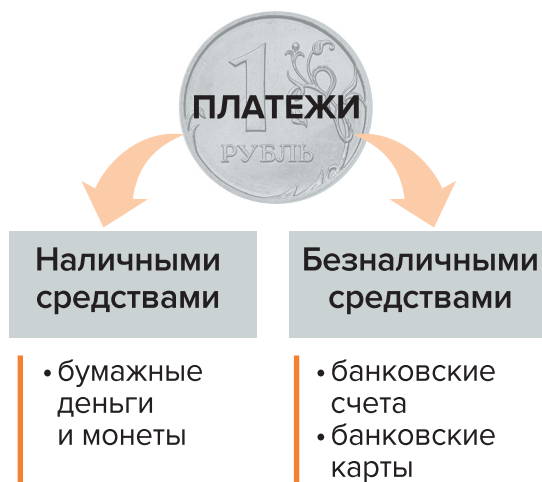 1
ПЛАТЕЖИ
РУБЛЬ
Наличными
средствами
Безналичными
средствами
• бумажные
деньги
и монеты
• банковские
счета
• банковские
карты